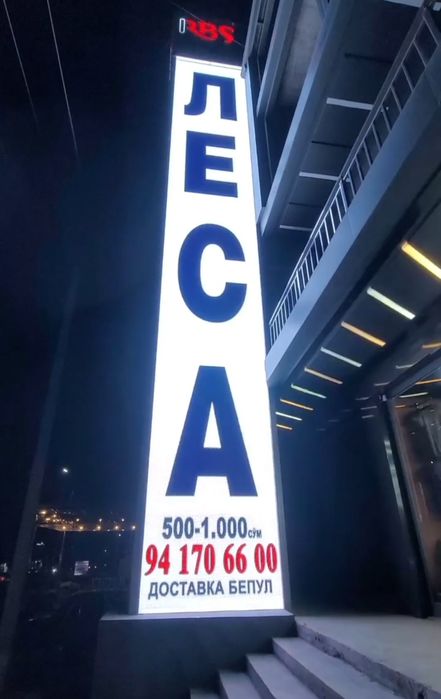 RBS
Л
Е
С
А
500-1.000 сўм
94 170 66 00
ДОСТАВКА БЕПУЛ